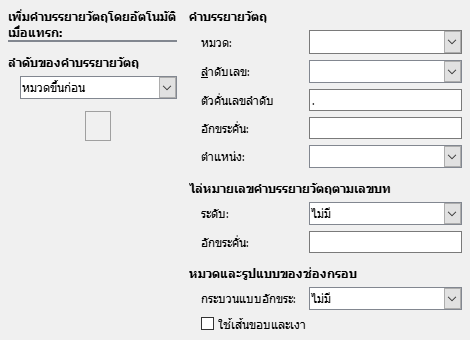 เพิ่มคำบรรยายวัตถุโดยอัตโนมัติ
เมื่อแทรก:
ลำดับของคำบรรยายวัตถุ
หมวดขึ้นก่อน
คำบรรยายวัตถุ
หมวด:
ลำดับเลข:
ตัวคั่นเลขลำดับ
.
อักขระคั่น:
ตำแหน่ง:
ไล่หมายเลขคำบรรยายวัตถุตามเลขบท
ระดับ:
ไม่มี
อักขระคั่น:
หมวดและรูปแบบของช่องกรอบ
กระบวนแบบอักขระ:
ไม่มี
ใช้เส้นขอบและเงา